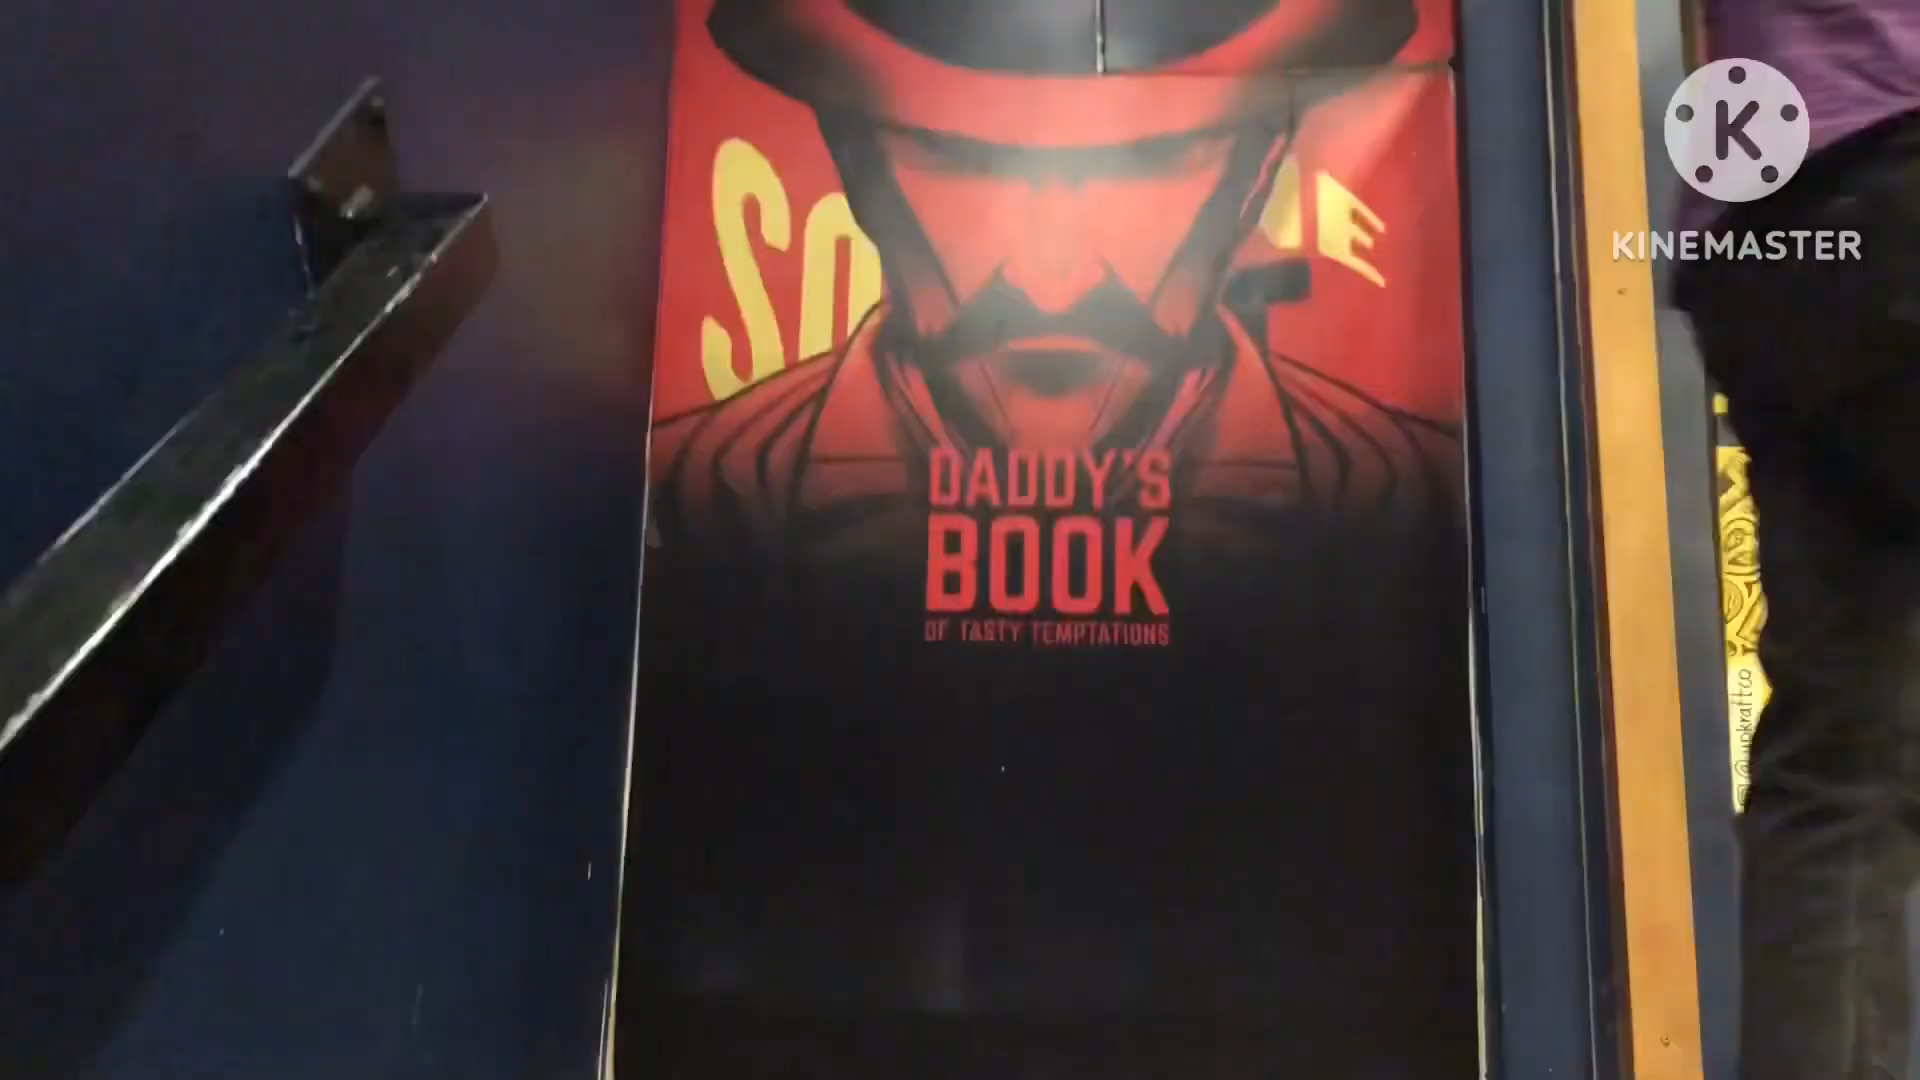 K
KINEMASTER
DADDY'S
BOOK
OF TASTY TEMPTATIONS